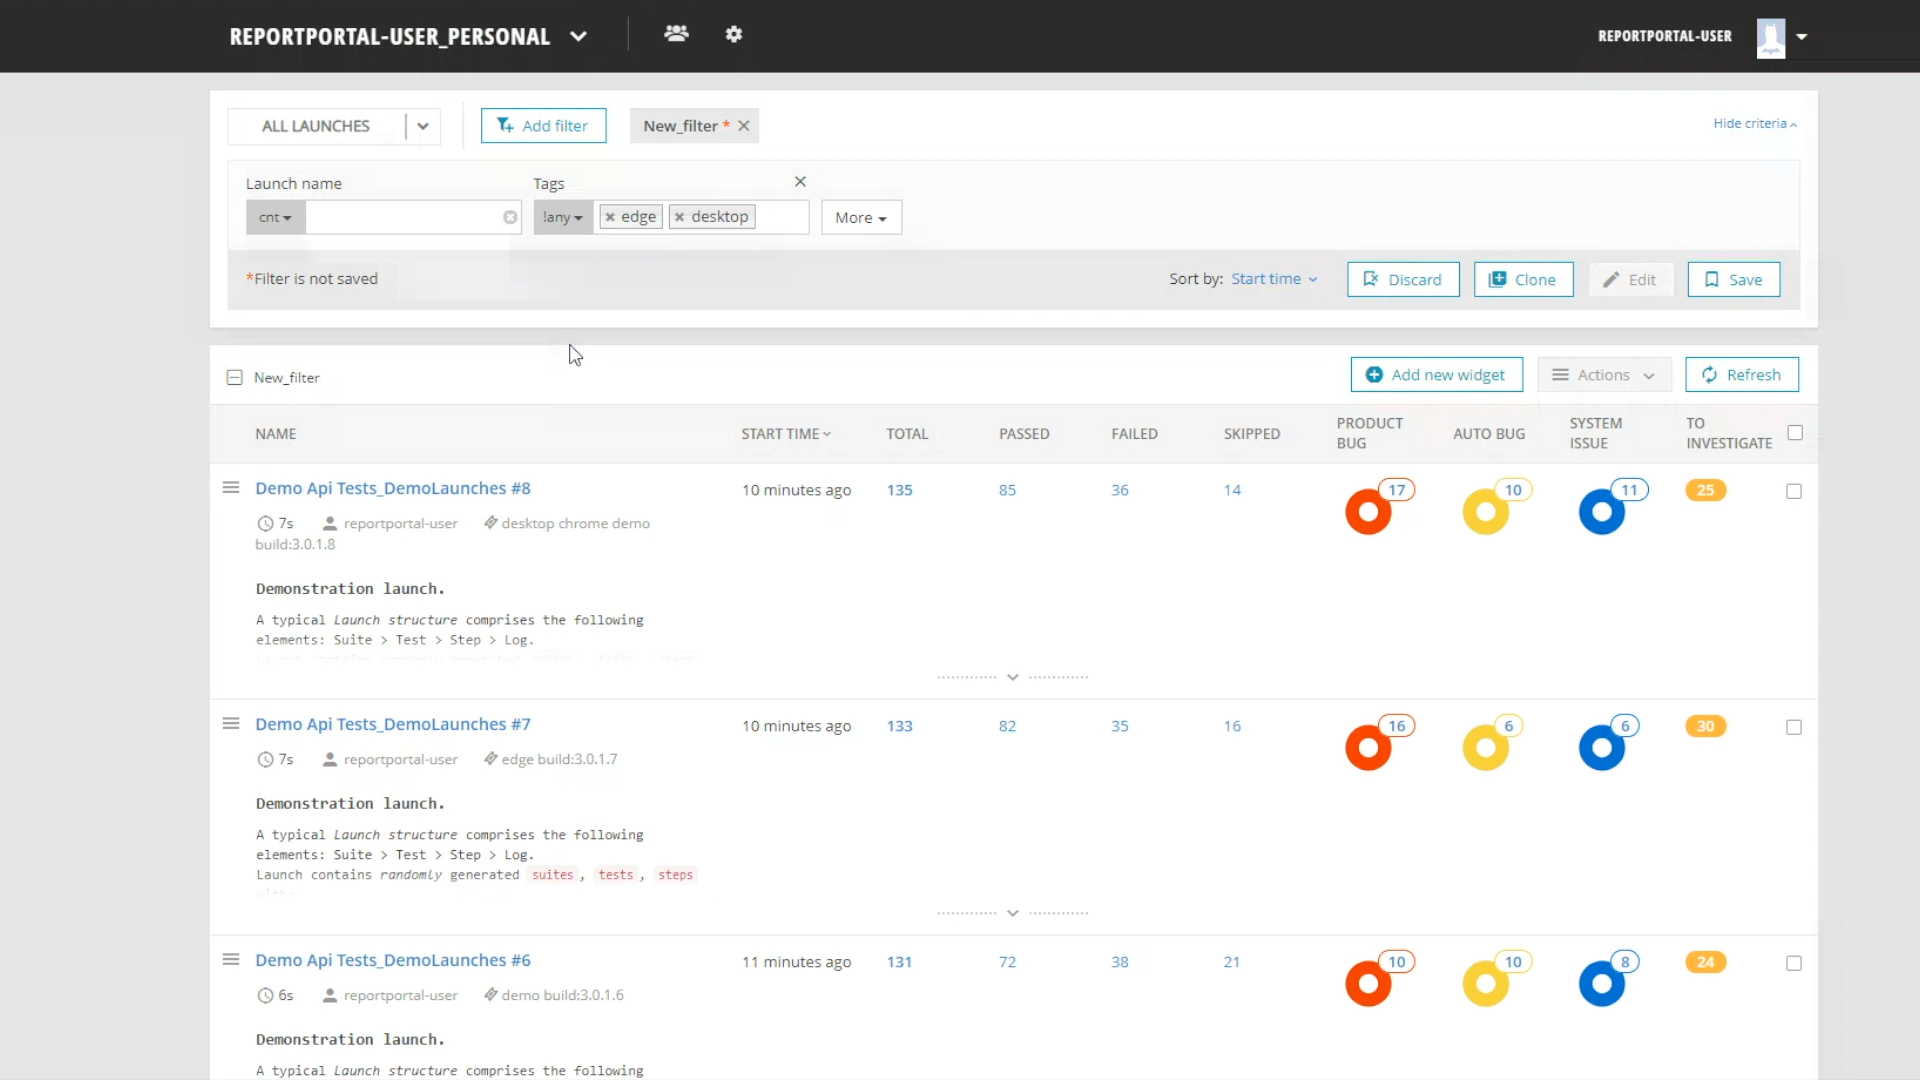 REPORTPORTAL-USER_PERSONAL
REPORTPORTAL-USER
ALL LAUNCHES
Add filter
New_filter *
Hide criteria
Launch name
Tags
cnt
!any
edge
desktop
More
*Filter is not saved
Sort by: Start time
Discard
Clone
Edit
Save
New_filter
Add new widget
Actions
Refresh
NAME START TIME TOTAL PASSED FAILED SKIPPED PRODUCT BUG AUTO BUG SYSTEM ISSUE TO INVESTIGATE
Demo Api Tests_DemoLaunches #8 10 minutes ago 135 85 36 14 17 10 11 25
7s reportportal-user desktop chrome demo
build:3.0.1.8
Demonstration launch.
A typical Launch structure comprises the following
elements: Suite > Test > Step > Log.
Launch contains randomly generated suites, tests, steps
Demo Api Tests_DemoLaunches #7 10 minutes ago 133 82 35 16 16 6 6 30
7s reportportal-user edge build:3.0.1.7
Demonstration launch.
A typical Launch structure comprises the following
elements: Suite > Test > Step > Log.
Launch contains randomly generated suites, tests, steps
Demo Api Tests_DemoLaunches #6 11 minutes ago 131 72 38 21 10 10 8 24
6s reportportal-user demo build:3.0.1.6
Demonstration launch.
A typical Launch structure comprises the following